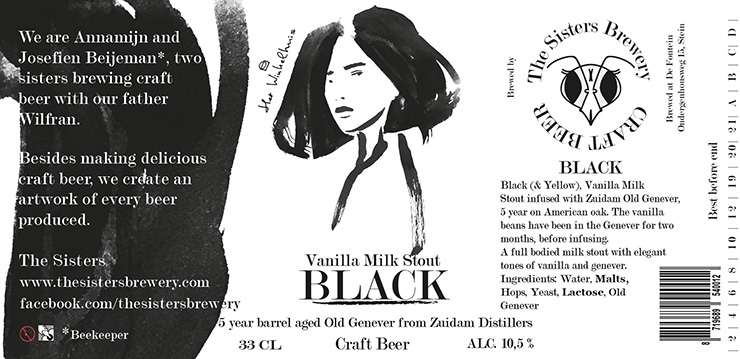 We are Annamijn and
Josefien Beijeman*, two
sisters brewing craft
beer with our father
Wilfran.
Besides making delicious
craft beer, we create an
artwork of every beer
produced.
The Sisters
www.thesistersbrewery.com
facebook.com/thesistersbrewery
*Beekeeper
Het Winkelhuis
Vanilla Milk Stout
BLACK
5 year barrel aged Old Genever from Zuidam Distillers
33 CL Craft Beer ALC. 10,5 %
Brewed by
The Sisters Brewery
CRAFT BEER
Brewed at De Fontein
Oudergenhousweg 15, Stein
BLACK
Black (& Yellow), Vanilla Milk
Stout infused with Zuidam Old Genever,
5 year on American oak. The vanilla
beans have been in the Genever for two
months, before infusing.
A full bodied milk stout with elegant
tones of vanilla and genever.
Ingredients: Water, Malts,
Hops, Yeast, Lactose, Old
Genever
8 719689 540012
Best before end
| 2 | 4 | 6 | 8 | 10 | 12 | 19 | 20 | 21 | A | B | C | D |